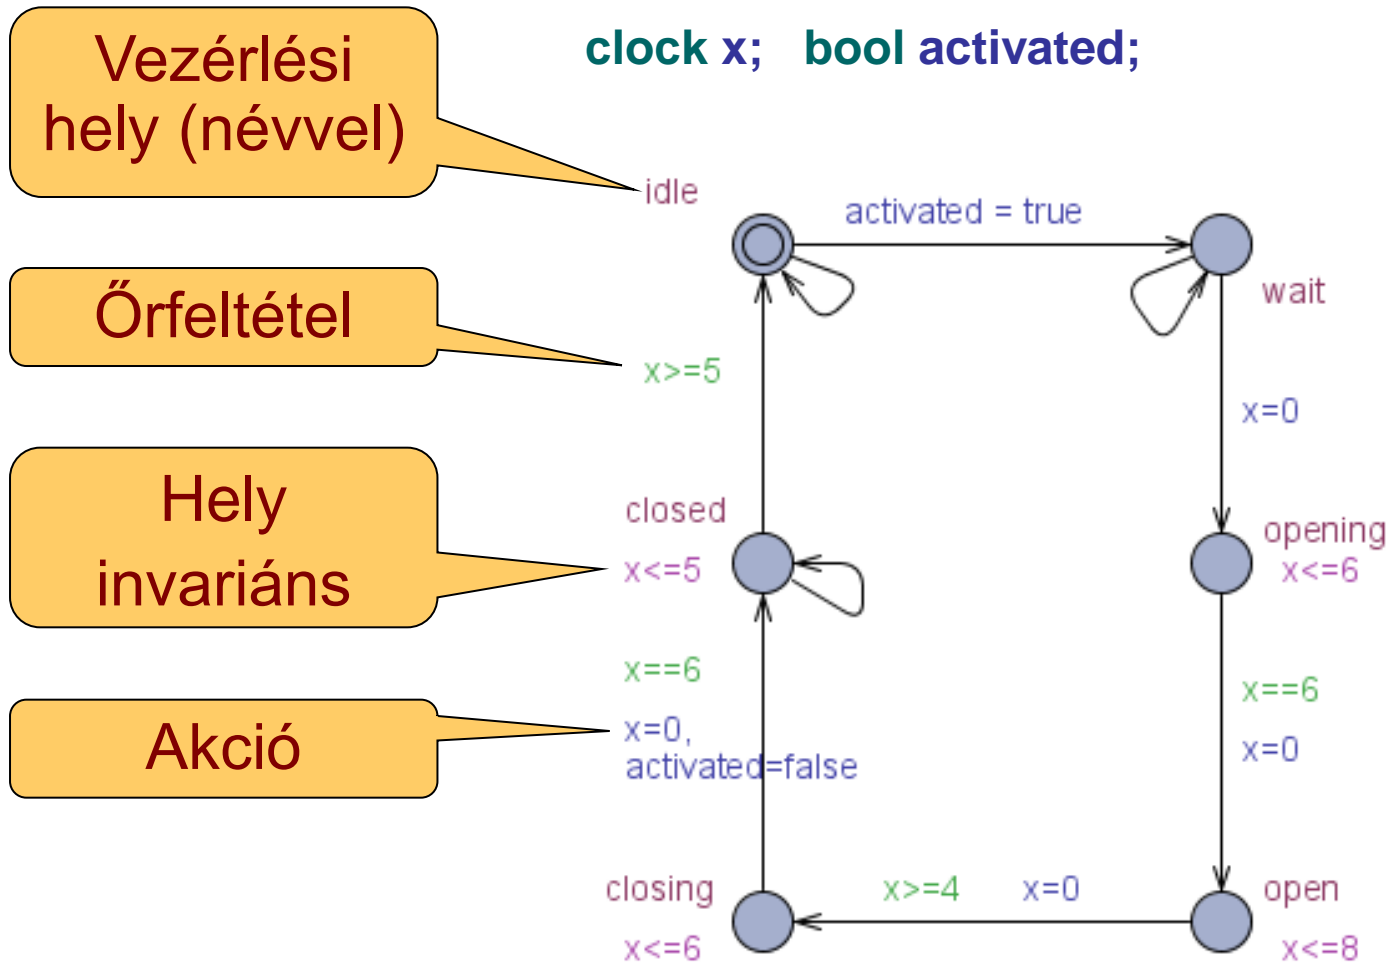 Vezérlési
hely (névvel)
clock x; bool activated;
idle
activated = true
wait
Őrfeltétel
x>=5
x=0
Hely
invariáns
closed
x<=5
opening
x<=6
x==6
x=0,
activated=false
x==6
x=0
Akció
closing
x<=6
x>=4 x=0
open
x<=8